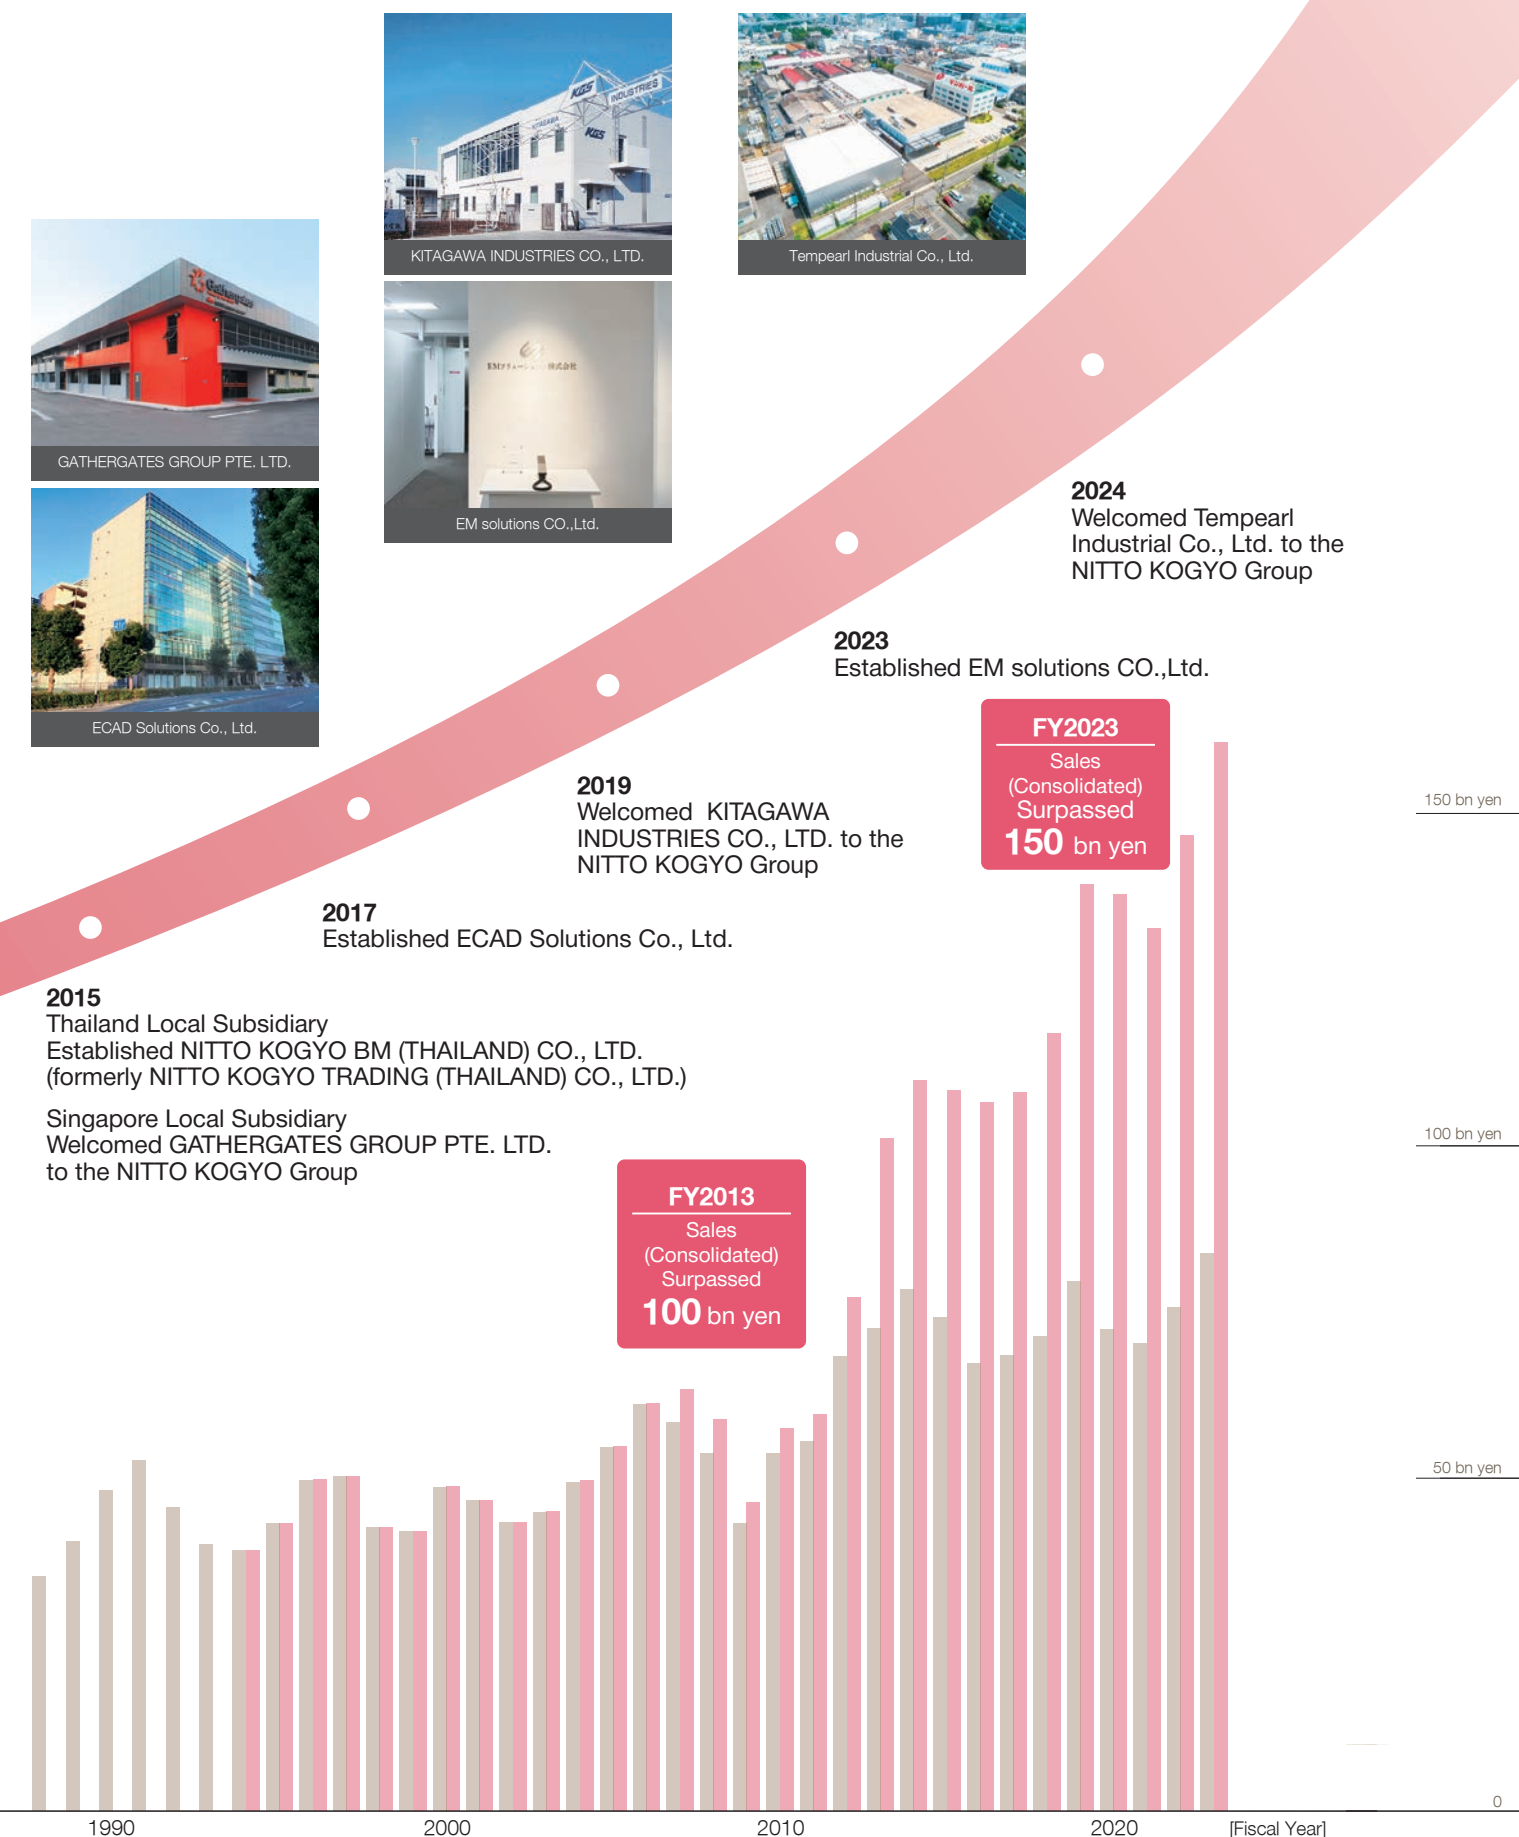 KGS
INDUSTRIES
KITAGAWA
KGS
KITAGAWA INDUSTRIES CO., LTD.
Tempearl Industrial Co., Ltd.
Gathergates
GATHERGATES GROUP PTE. LTD.
EM solutions CO.,Ltd.
ECAD Solutions Co., Ltd.
2024
Welcomed Tempearl
Industrial Co., Ltd. to the
NITTO KOGYO Group
2023
Established EM solutions CO.,Ltd.
2019
Welcomed KITAGAWA
INDUSTRIES CO., LTD. to the
NITTO KOGYO Group
2017
Established ECAD Solutions Co., Ltd.
2015
Thailand Local Subsidiary
Established NITTO KOGYO BM (THAILAND) CO., LTD.
(formerly NITTO KOGYO TRADING (THAILAND) CO., LTD.)
Singapore Local Subsidiary
Welcomed GATHERGATES GROUP PTE. LTD.
to the NITTO KOGYO Group
FY2023
Sales
(Consolidated)
Surpassed
150 bn yen
FY2013
Sales
(Consolidated)
Surpassed
100 bn yen
150 bn yen
100 bn yen
50 bn yen
0
1990
2000
2010
2020
[Fiscal Year]